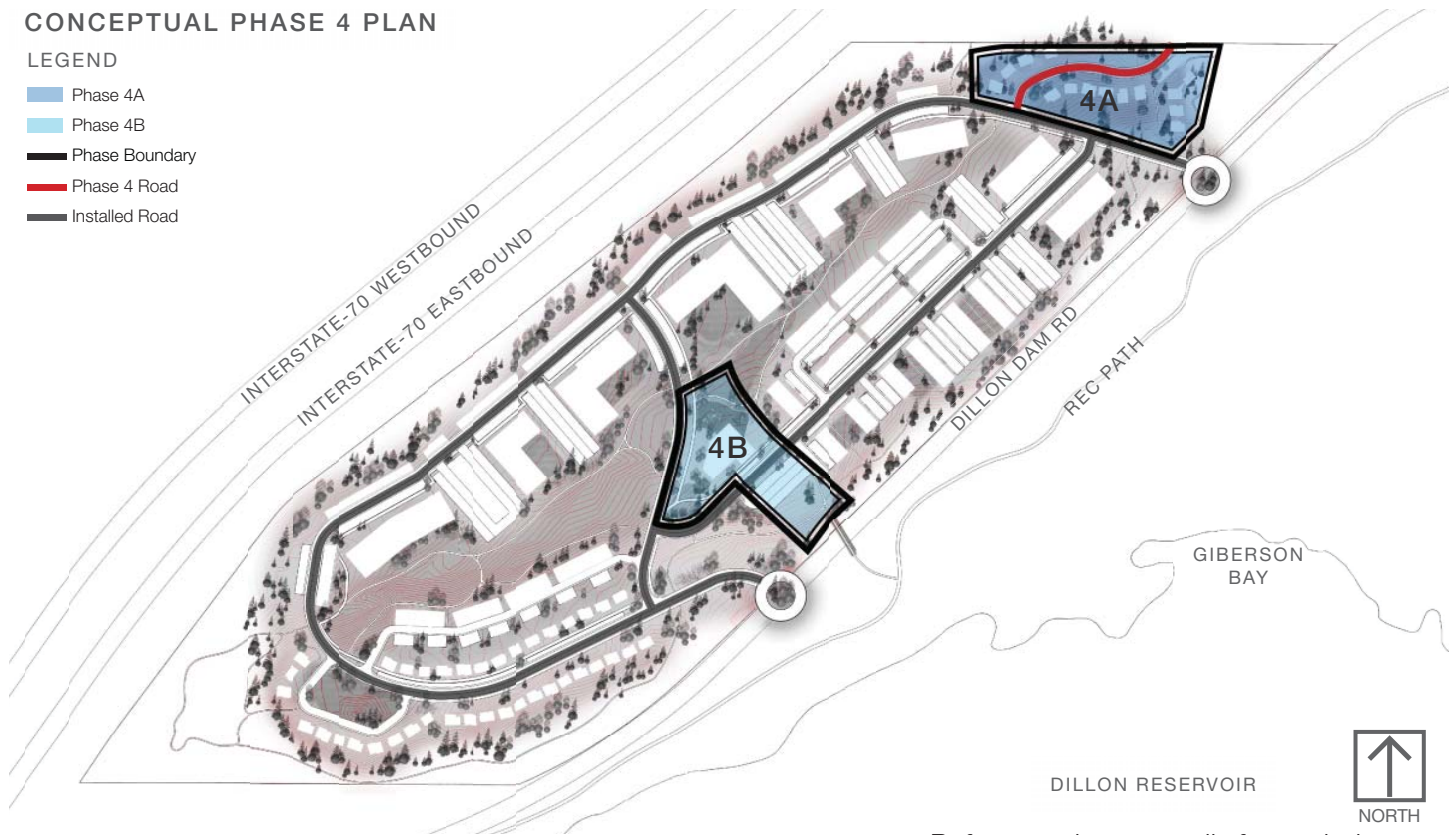 CONCEPTUAL PHASE 4 PLAN
LEGEND
Phase 4A
Phase 4B
Phase Boundary
Phase 4 Road
Installed Road
4A
INTERSTATE-70 WESTBOUND
INTERSTATE-70 EASTBOUND
DILLON DAM RD
REC PATH
4B
GIBERSON
BAY
DILLON RESERVOIR
NORTH